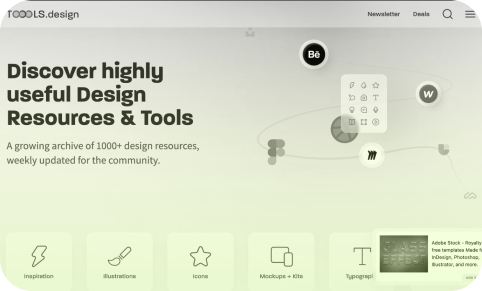 TOOOLS.design
Newsletter
Deals
Bē
w
Discover highly
useful Design
Resources & Tools
A growing archive of 1000+ design resources,
weekly updated for the community.
Inspiration
Illustrations
Icons
Mockups + Kits
Typograp
Adobe Stock - Royalty
free templates Made f
InDesign, Photoshop,
Illustrator, and more.